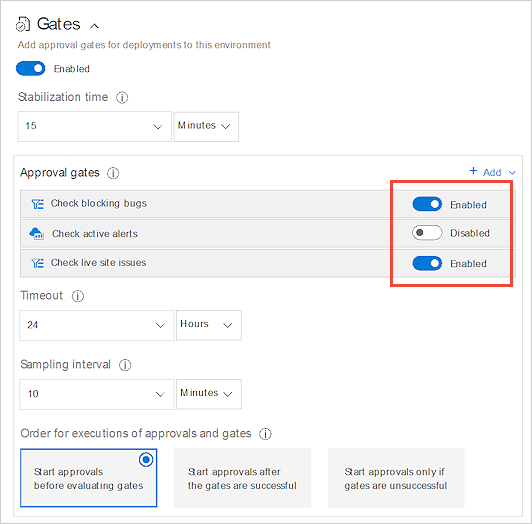 Gates
Add approval gates for deployments to this environment
Enabled
Stabilization time
15
Minutes
Approval gates
+ Add
Check blocking bugs
Enabled
Check active alerts
Disabled
Check live site issues
Enabled
Timeout
24
Hours
Sampling interval
10
Minutes
Order for executions of approvals and gates
Start approvals
before evaluating gates
Start approvals after
the gates are successful
Start approvals only if
gates are unsuccessful